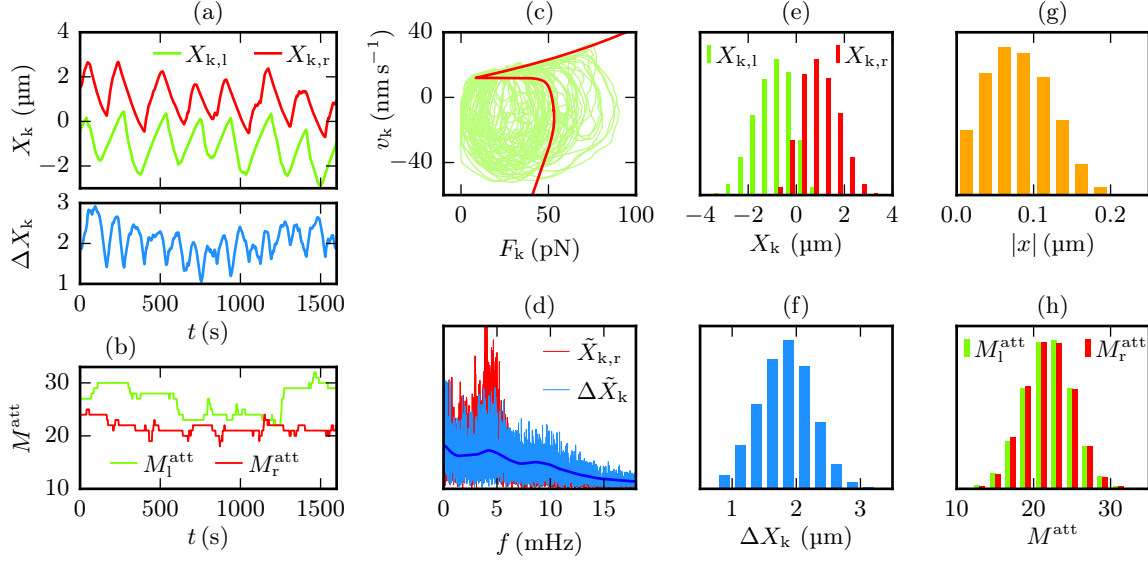 (a)
X_k,l X_k,r
4
2
0
−2
X_k (µm)
3
2
1
ΔX_k
0 500 1000 1500
t (s)
(b)
30
20
10
M^att
M_l^att M_r^att
0 500 1000 1500
t (s)
(c)
40
0
−40
v_k (nm s⁻¹)
0 50 100
F_k (pN)
(d)
X̃_k,r
ΔX̃_k
0 5 10 15
f (mHz)
(e)
X_k,l X_k,r
−4 −2 0 2 4
X_k (µm)
(f)
1 2 3
ΔX_k (µm)
(g)
0.0 0.1 0.2
|x| (µm)
(h)
M_l^att M_r^att
10 20 30
M^att